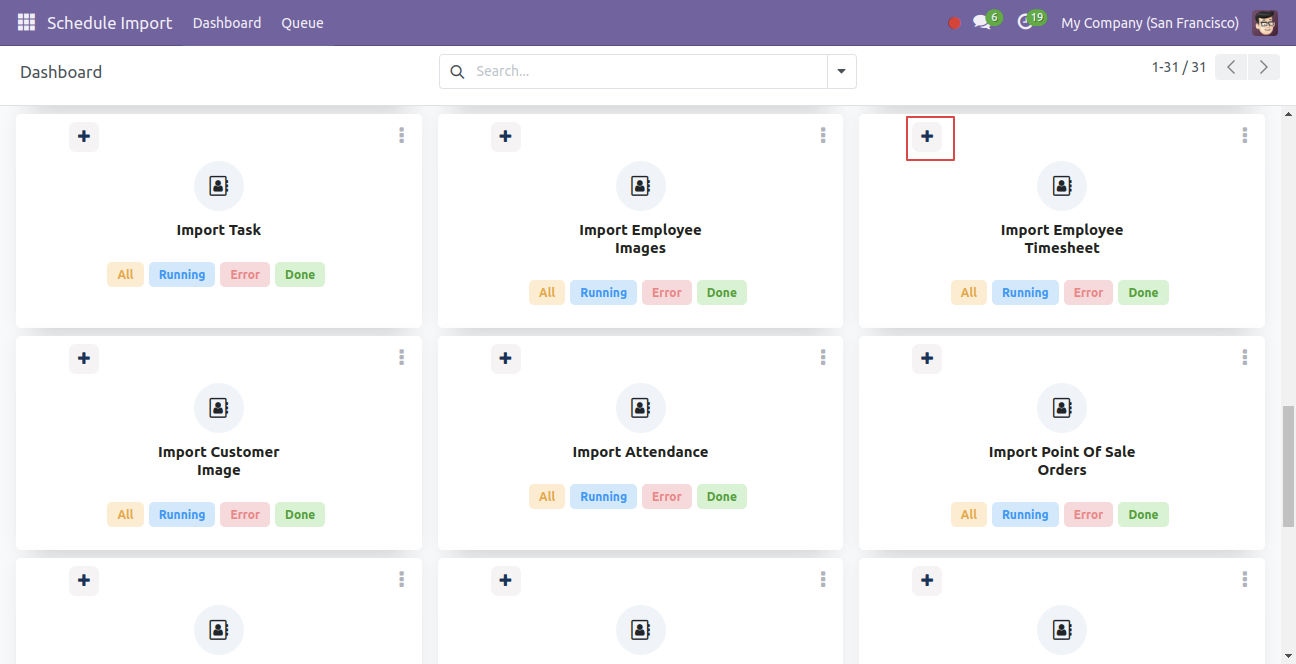 Schedule Import Dashboard Queue 6 19 My Company (San Francisco)
Dashboard Search... 1-31 / 31
Import Task
All Running Error Done
Import Employee
Images
All Running Error Done
Import Employee
Timesheet
All Running Error Done
Import Customer
Image
All Running Error Done
Import Attendance
All Running Error Done
Import Point Of Sale
Orders
All Running Error Done